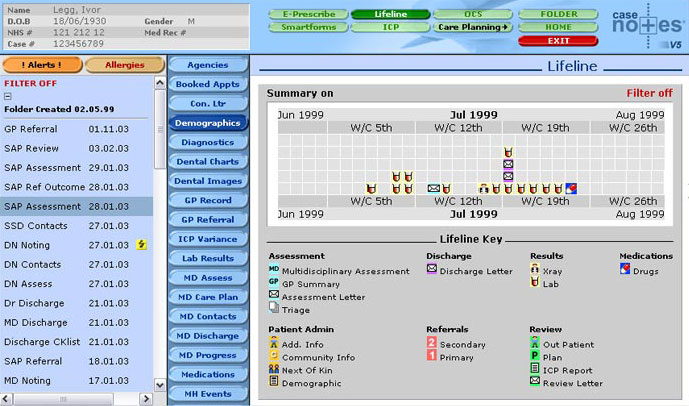 Name Legg, Ivor
D.O.B 18/06/1930 Gender M
NHS # 121 212 12 Med Rec #
Case # 123456789
E-Prescribe Lifeline OCS FOLDER
Smartforms ICP Care Planning+ HOME
EXIT
case
notes
V5
! Alerts ! Allergies
FILTER OFF
Folder Created 02.05.99
GP Referral 01.11.03
SAP Review 03.02.03
SAP Assessment 29.01.03
SAP Ref Outcome 28.01.03
SAP Assessment 28.01.03
SSD Contacts 27.01.03
DN Noting 27.01.03
DN Contacts 27.01.03
DN Assess 27.01.03
Dr Discharge 21.01.03
MD Discharge 21.01.03
Discharge CKlist 21.01.03
SAP Referral 18.01.03
MD Noting 17.01.03
Agencies
Booked Appts
Con. Ltr
Demographics
Diagnostics
Dental Charts
Dental Images
GP Record
GP Referral
ICP Variance
Lab Results
MD Assess
MD Care Plan
MD Contacts
MD Discharge
MD Progress
Medications
MH Events
Lifeline
Summary on Filter off
Jun 1999 Jul 1999 Aug 1999
W/C 5th W/C 12th W/C 19th W/C 26th
W/C 5th W/C 12th W/C 19th W/C 26th
Jun 1999 Jul 1999 Aug 1999
Lifeline Key
Assessment Discharge Results Medications
MD Multidisciplinary Assessment Discharge Letter Xray Drugs
GP GP Summary Lab
Assessment Letter
Triage
Patient Admin Referrals Review
Add. Info 2 Secondary Out Patient
Community Info 1 Primary P Plan
Next Of Kin ICP Report
Demographic Review Letter